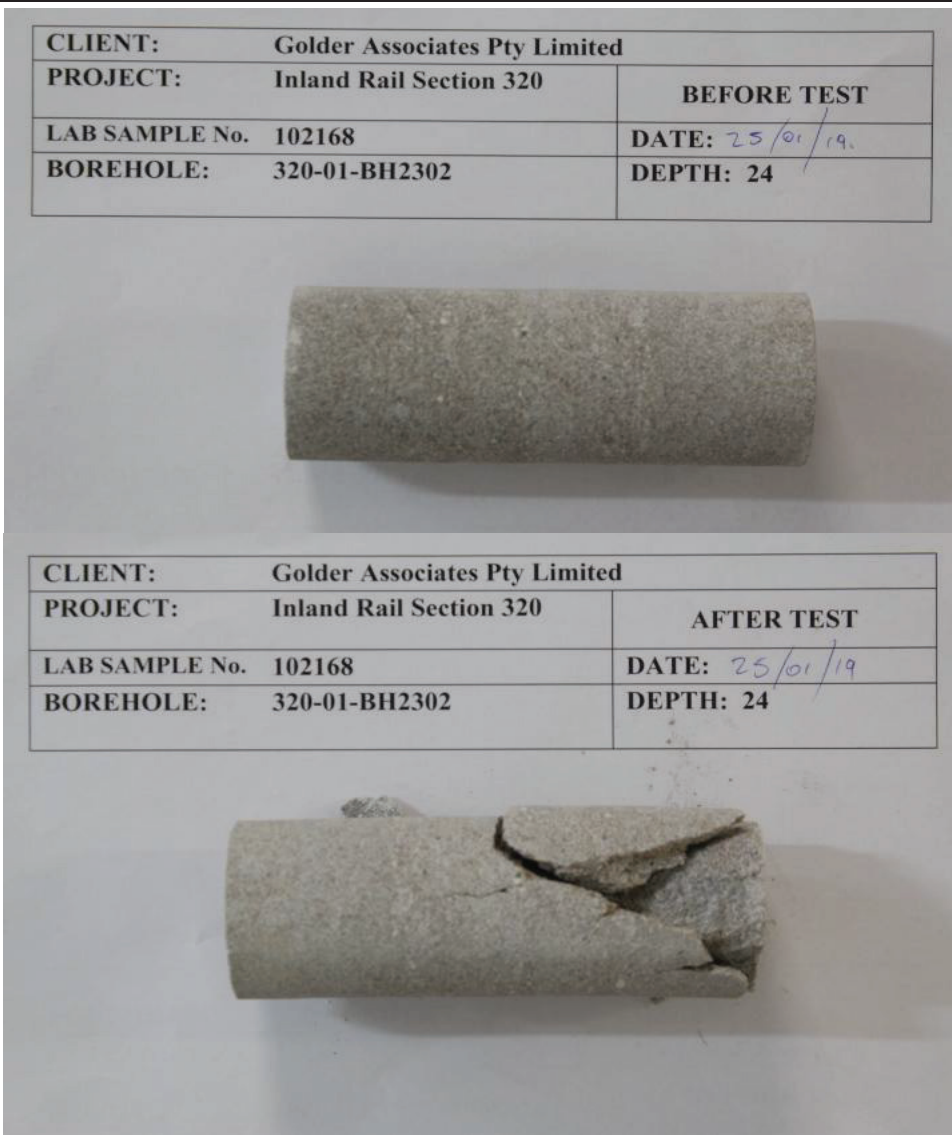 CLIENT: Golder Associates Pty Limited
PROJECT: Inland Rail Section 320
BEFORE TEST
LAB SAMPLE No. 102168
DATE: 25/01/19.
BOREHOLE: 320-01-BH2302
DEPTH: 24
CLIENT: Golder Associates Pty Limited
PROJECT: Inland Rail Section 320
AFTER TEST
LAB SAMPLE No. 102168
DATE: 25/01/19
BOREHOLE: 320-01-BH2302
DEPTH: 24